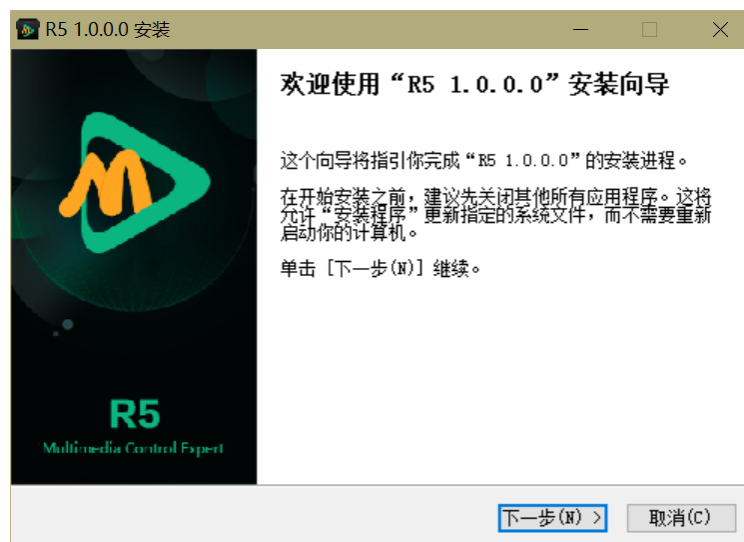 R5 1.0.0.0 安装
欢迎使用“R5 1.0.0.0”安装向导
这个向导将指引你完成“R5 1.0.0.0”的安装进程。
在开始安装之前，建议先关闭其他所有应用程序。这将
允许“安装程序”更新指定的系统文件，而不需要重新
启动你的计算机。
单击 [下一步(N)] 继续。
R5
Multimedia Control Expert
下一步(N) >
取消(C)